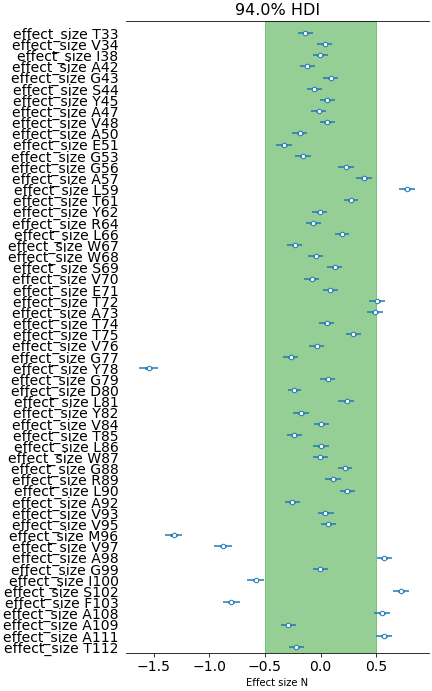 94.0% HDI
effect_size T33
effect_size V34
effect_size I38
effect_size A42
effect_size G43
effect_size S44
effect_size Y45
effect_size A47
effect_size V48
effect_size A50
effect_size E51
effect_size G53
effect_size G56
effect_size A57
effect_size L59
effect_size T61
effect_size Y62
effect_size R64
effect_size L66
effect_size W67
effect_size W68
effect_size S69
effect_size V70
effect_size E71
effect_size T72
effect_size A73
effect_size T74
effect_size T75
effect_size V76
effect_size G77
effect_size Y78
effect_size G79
effect_size D80
effect_size L81
effect_size Y82
effect_size V84
effect_size T85
effect_size L86
effect_size W87
effect_size G88
effect_size R89
effect_size L90
effect_size A92
effect_size V93
effect_size V95
effect_size M96
effect_size V97
effect_size A98
effect_size G99
effect_size I100
effect_size S102
effect_size F103
effect_size A108
effect_size A109
effect_size A111
effect_size T112
−1.5 −1.0 −0.5 0.0 0.5
Effect size N